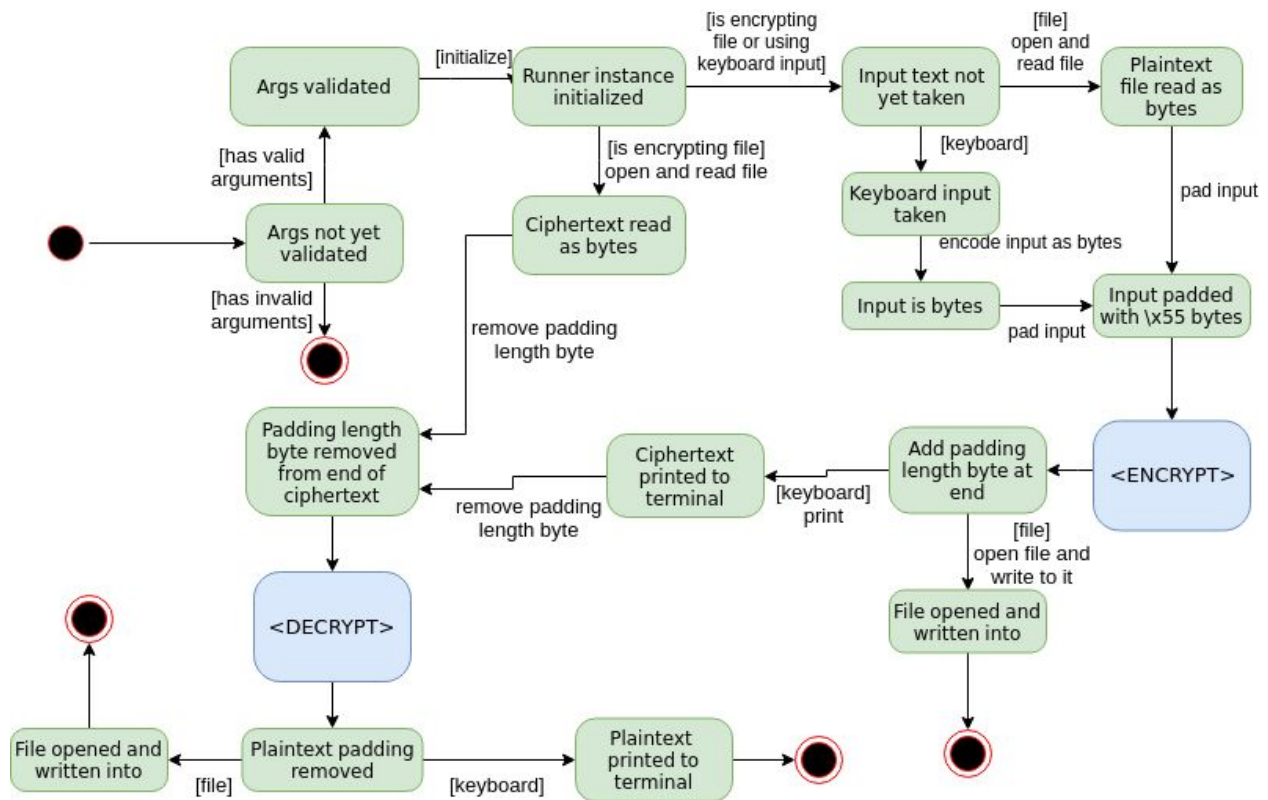 [is encrypting
file or using
keyboard input]
[file]
open and
read file
[initialize]
Args validated
Runner instance
initialized
Input text not
yet taken
Plaintext
file read as
bytes
[has valid
arguments]
[is encrypting file]
open and read file
[keyboard]
Keyboard input
taken
pad input
Args not yet
validated
Ciphertext read
as bytes
encode input as bytes
[has invalid
arguments]
Input is bytes
Input padded
with \x55 bytes
pad input
remove padding
length byte
Padding length
byte removed
from end of
ciphertext
Ciphertext
printed to
terminal
Add padding
length byte at
end
<ENCRYPT>
remove padding
length byte
[keyboard]
print
[file]
open file and
write to it
<DECRYPT>
File opened and
written into
File opened and
written into
Plaintext padding
removed
Plaintext
printed to
terminal
[file]
[keyboard]